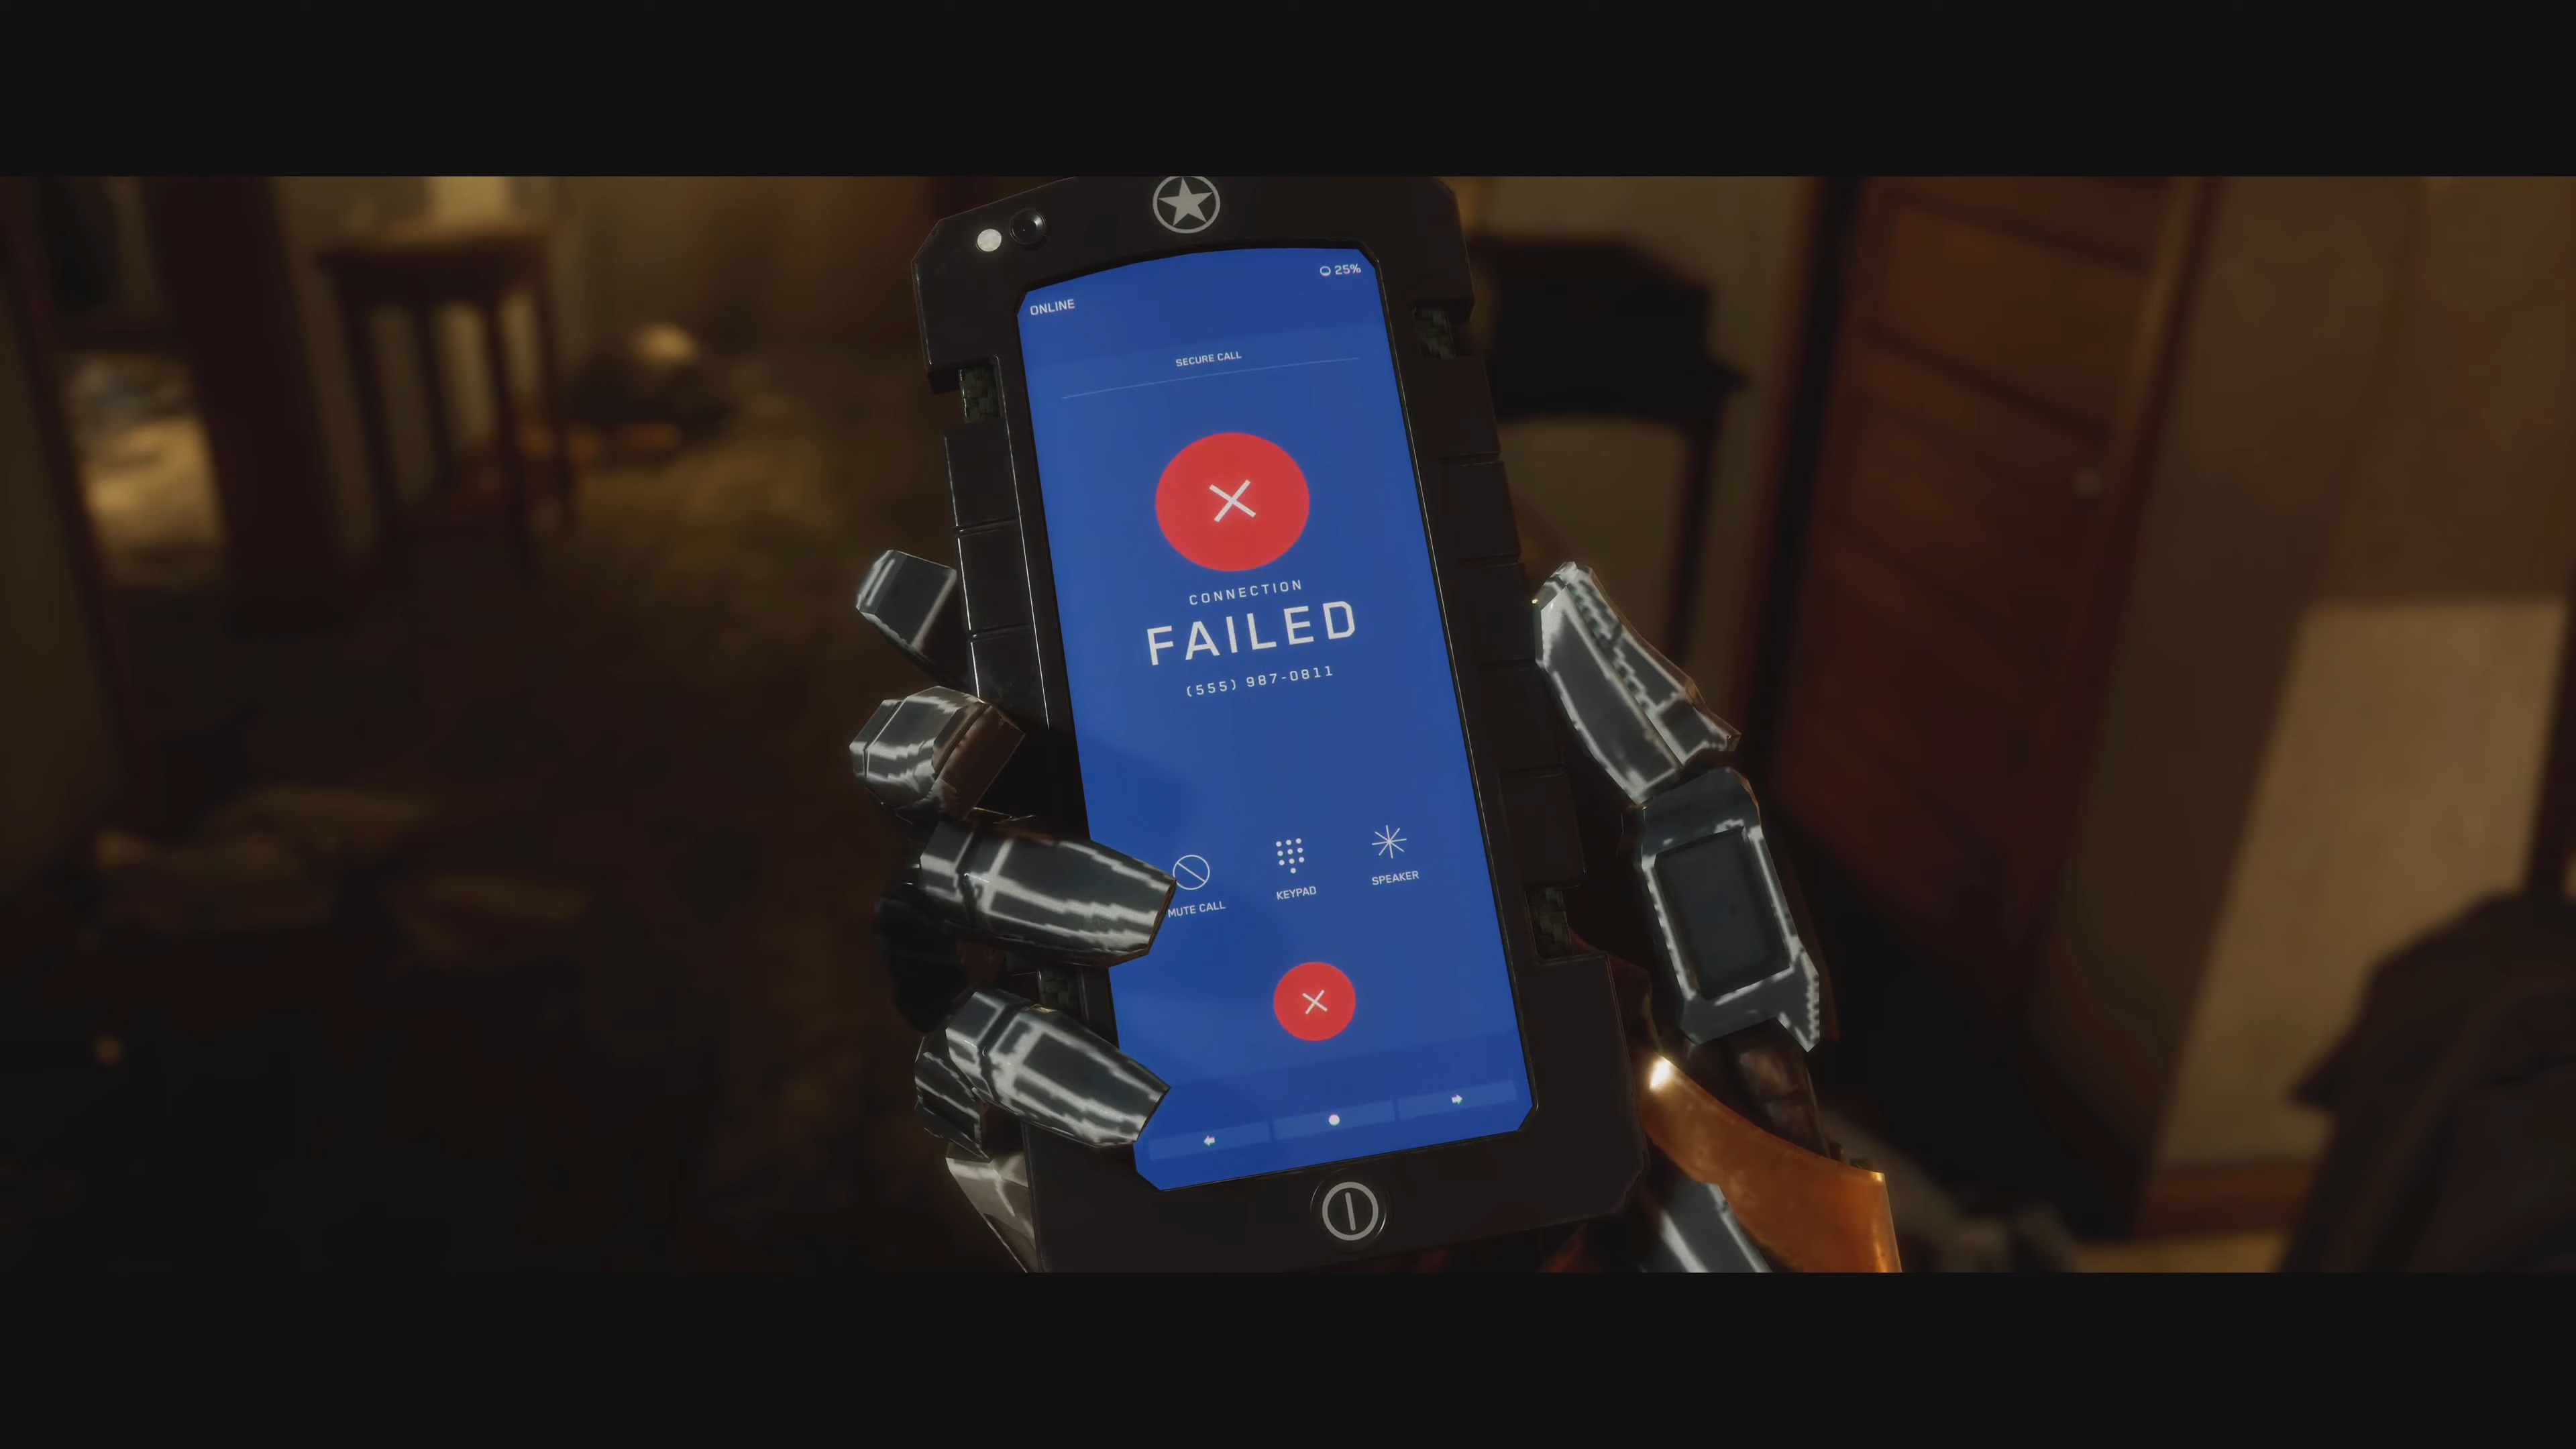 25%
ONLINE
SECURE CALL
CONNECTION
FAILED
(555) 987-0811
MUTE CALL
KEYPAD
SPEAKER